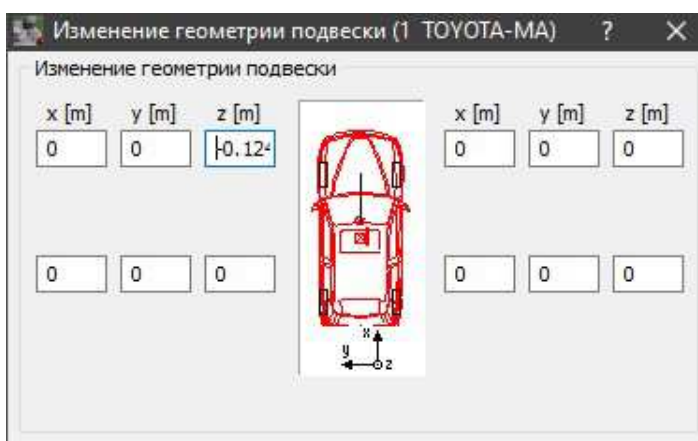 Изменение геометрии подвески (1 TOYOTA-MA) ? ✕
Изменение геометрии подвески
x [m] y [m] z [m] x [m] y [m] z [m]
0 0 -0.124 0 0 0
0 0 0 0 0 0
x
y
z